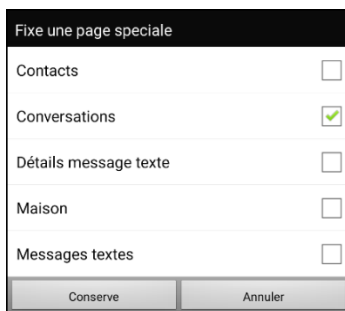 Fixe une page speciale
Contacts
Conversations
Détails message texte
Maison
Messages textes
Conserve Annuler